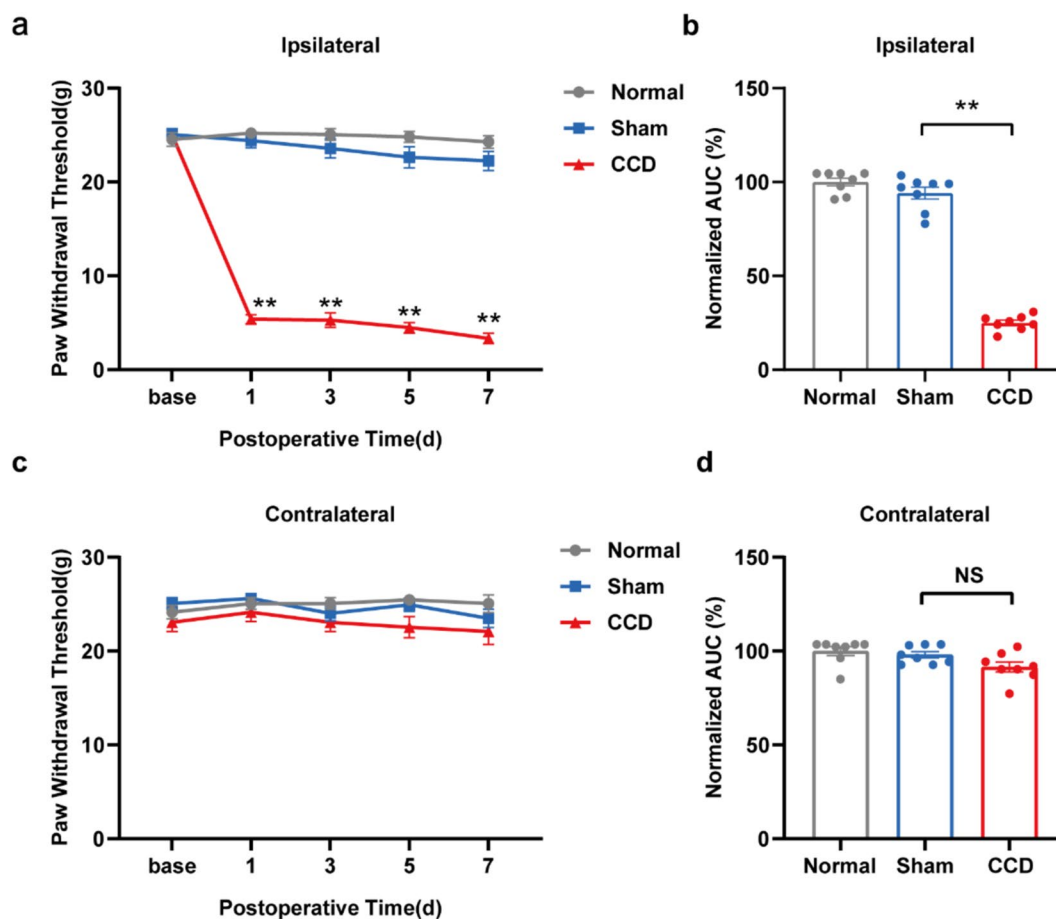 a
Ipsilateral
Paw Withdrawal Threshold(g)
30
20
10
0
Normal
Sham
CCD
**
**
**
**
base
1
3
5
7
Postoperative Time(d)
b
Ipsilateral
Normalized AUC (%)
150
100
50
0
**
Normal
Sham
CCD
c
Contralateral
Paw Withdrawal Threshold(g)
30
20
10
0
Normal
Sham
CCD
base
1
3
5
7
Postoperative Time(d)
d
Contralateral
Normalized AUC (%)
150
100
50
0
NS
Normal
Sham
CCD